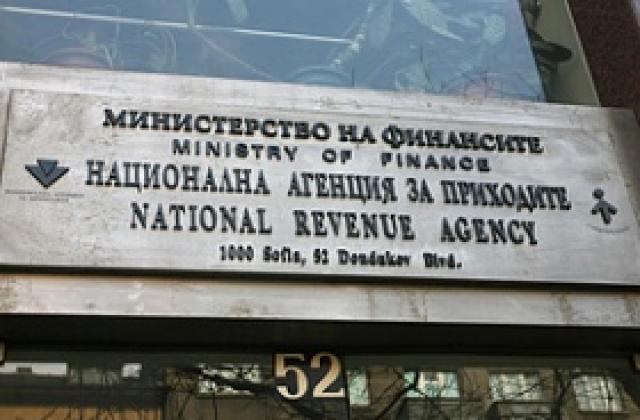 МИНИСТЕРСТВО НА ФИНАНСИТЕ
MINISTRY OF FINANCE
НАЦИОНАЛНА АГЕНЦИЯ ЗА ПРИХОДИТЕ
NATIONAL REVENUE AGENCY
1000 Sofia, 52 Dondukov Blvd.
52